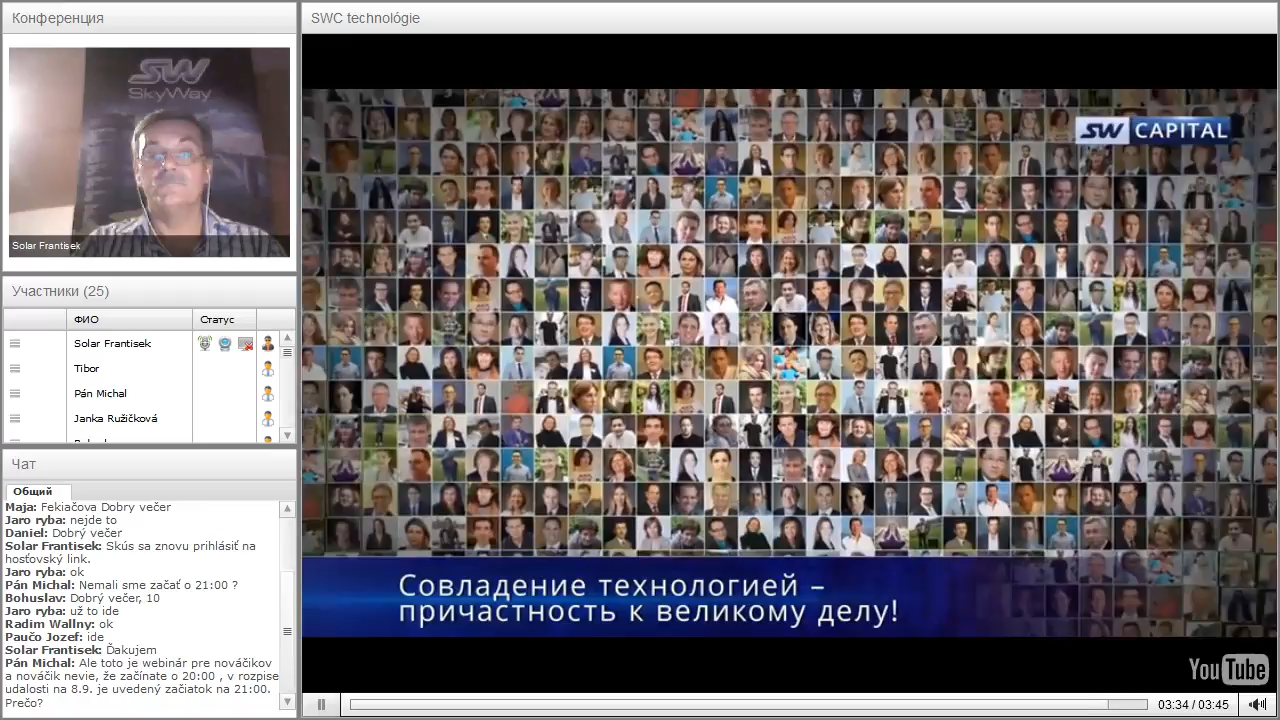 Конференция
SW
SkyWay
Solar Frantisek
Участники (25)
ФИО Статус
Solar Frantisek
Tibor
Pán Michal
Janka Ružičková
Чат
Общий
Maja: Fekiačova Dobry večer
Jaro ryba: nejde to
Daniel: Dobrý večer
Solar Frantisek: Skús sa znovu prihlásiť na
hosťovský link.
Jaro ryba: ok
Pán Michal: Nemali sme začať o 21:00 ?
Bohuslav: Dobrý večer, 10
Jaro ryba: už to ide
Radim Wallny: ok
Paučo Jozef: ide
Solar Frantisek: Ďakujem
Pán Michal: Ale toto je webinár pre nováčikov
a nováčik nevie, že začínate o 20:00 , v rozpise
udalosti na 8.9. je uvedený začiatok na 21:00.
Prečo?
SWC technológie
SW CAPITAL
Совладение технологией –
причастность к великому делу!
YouTube
03:34 / 03:45